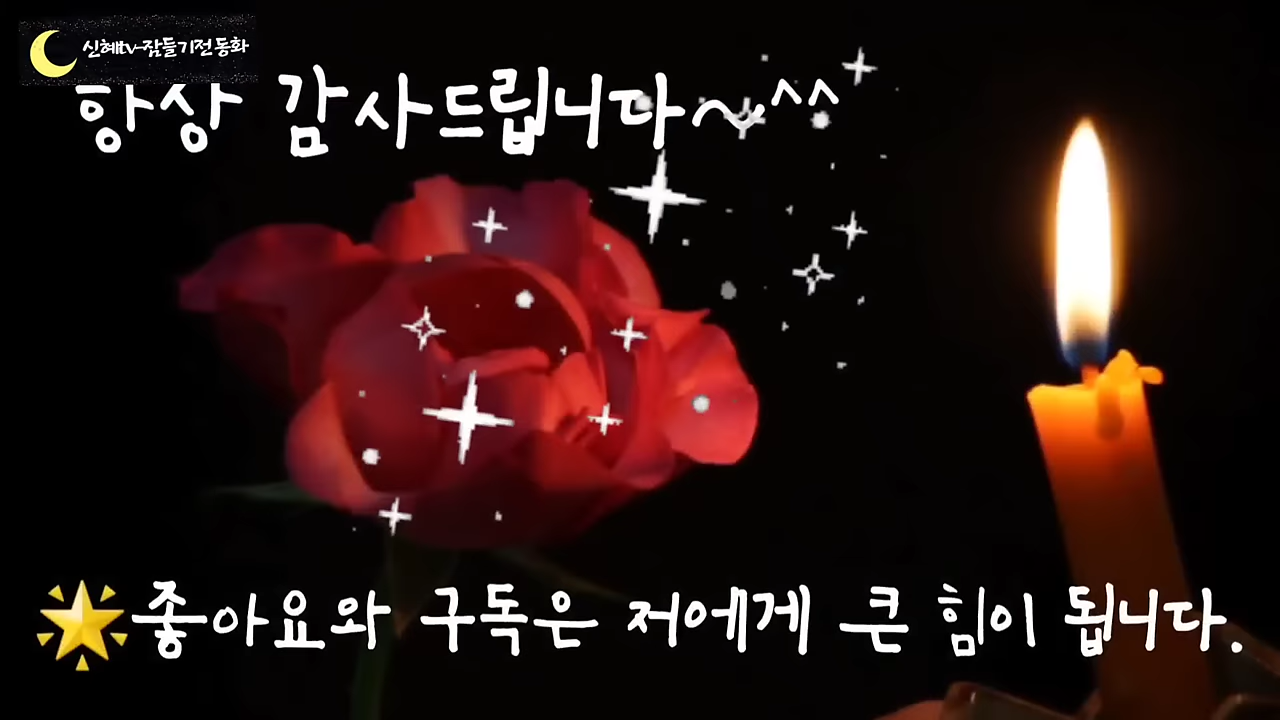 신혜tv-잠들기전 동화
항상 감사드립니다~^^
좋아요와 구독은 저에게 큰 힘이 됩니다.